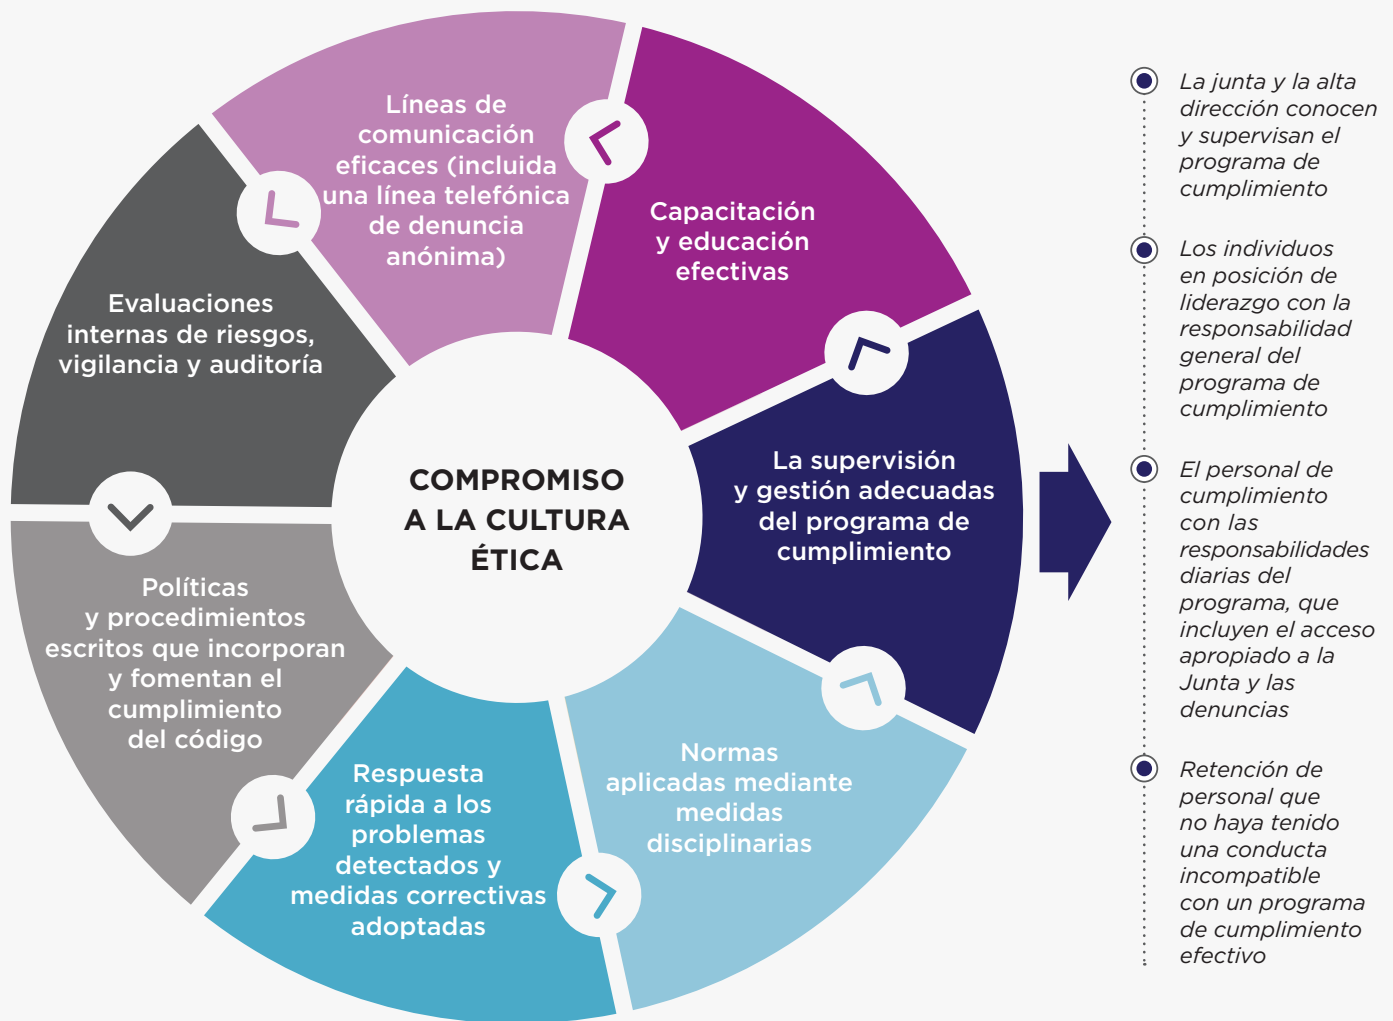 Líneas de
comunicación
eficaces (incluida
una línea telefónica
de denuncia
anónima)
Capacitación
y educación
efectivas
Evaluaciones
internas de riesgos,
vigilancia y auditoría
COMPROMISO
A LA CULTURA
ÉTICA
La supervisión
y gestión adecuadas
del programa de
cumplimiento
Políticas
y procedimientos
escritos que incorporan
y fomentan el
cumplimiento
del código
Respuesta
rápida a los
problemas
detectados y
medidas correctivas
adoptadas
Normas
aplicadas mediante
medidas
disciplinarias
La junta y la alta
dirección conocen
y supervisan el
programa de
cumplimiento
Los individuos
en posición de
liderazgo con la
responsabilidad
general del
programa de
cumplimiento
El personal de
cumplimiento
con las
responsabilidades
diarias del
programa, que
incluyen el acceso
apropiado a la
Junta y las
denuncias
Retención de
personal que
no haya tenido
una conducta
incompatible
con un programa
de cumplimiento
efectivo